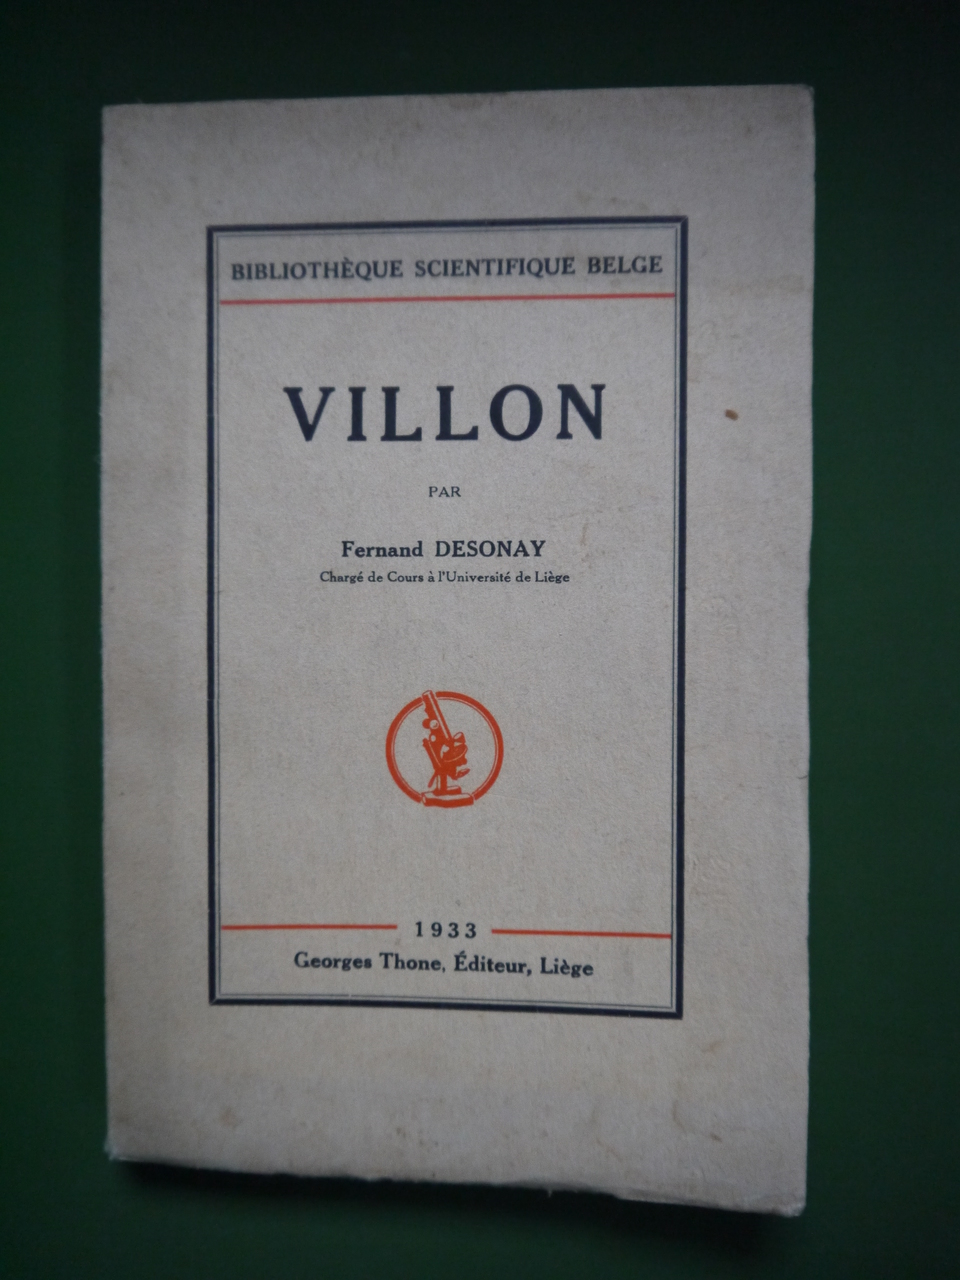 BIBLIOTHÈQUE SCIENTIFIQUE BELGE
VILLON
PAR
Fernand DESONAY
Chargé de Cours à l'Université de Liège
1933
Georges Thone, Éditeur, Liège